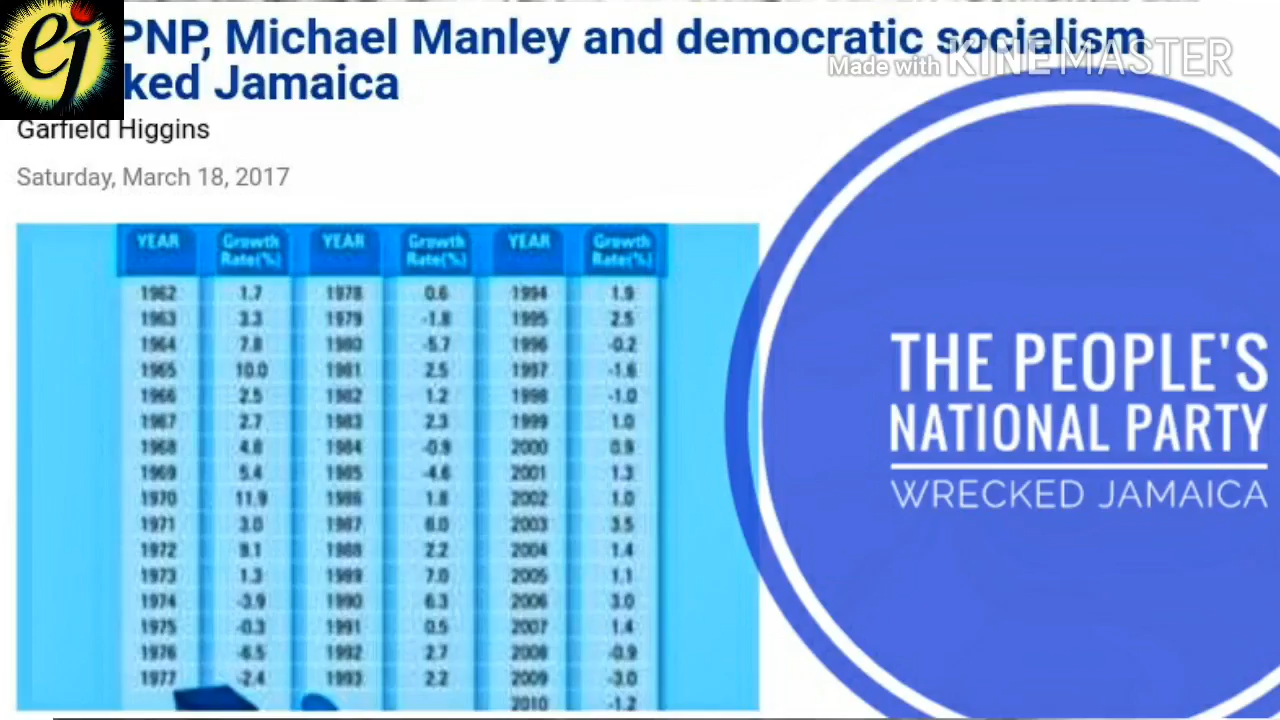 ej
PNP, Michael Manley and democratic socialism
Made with KINEMASTER
ked Jamaica
Garfield Higgins
Saturday, March 18, 2017
YEAR Growth Rate(%) YEAR Growth Rate(%) YEAR Growth Rate(%)
1962 1.7 1978 0.6 1994 1.9
1963 3.3 1979 -1.8 1995 2.5
1964 7.8 1980 -5.7 1996 -0.2
1965 10.0 1981 2.5 1997 -1.6
1966 2.5 1982 1.2 1998 -1.0
1967 2.7 1983 2.3 1999 1.0
1968 4.8 1984 -0.9 2000 0.9
1969 5.4 1985 -4.6 2001 1.3
1970 11.9 1986 1.8 2002 1.0
1971 3.0 1987 2003 3.5
1972 1988 2.2 2004 1.4
1973 1.3 1989 7.0 2005 1.1
1974 -3.9 1990 6.3 2006 3.0
1975 -0.3 1991 0.5 2007 1.4
1976 -6.5 1992 2.7 2008 -0.9
1977 -2.4 1993 2.2 2009 -3.0
2010 -1.2
THE PEOPLE'S
NATIONAL PARTY
WRECKED JAMAICA